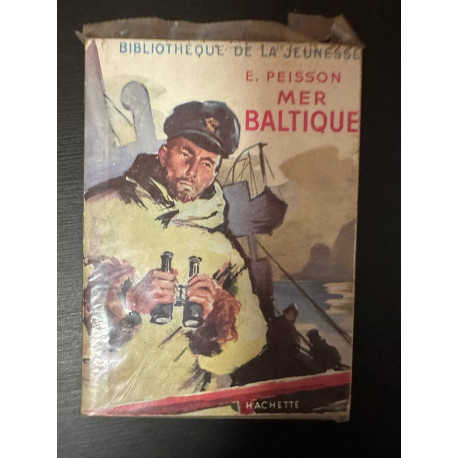 BIBLIOTHÈQUE DE LA JEUNESSE
E. PEISSON
MER
BALTIQUE
HACHETTE